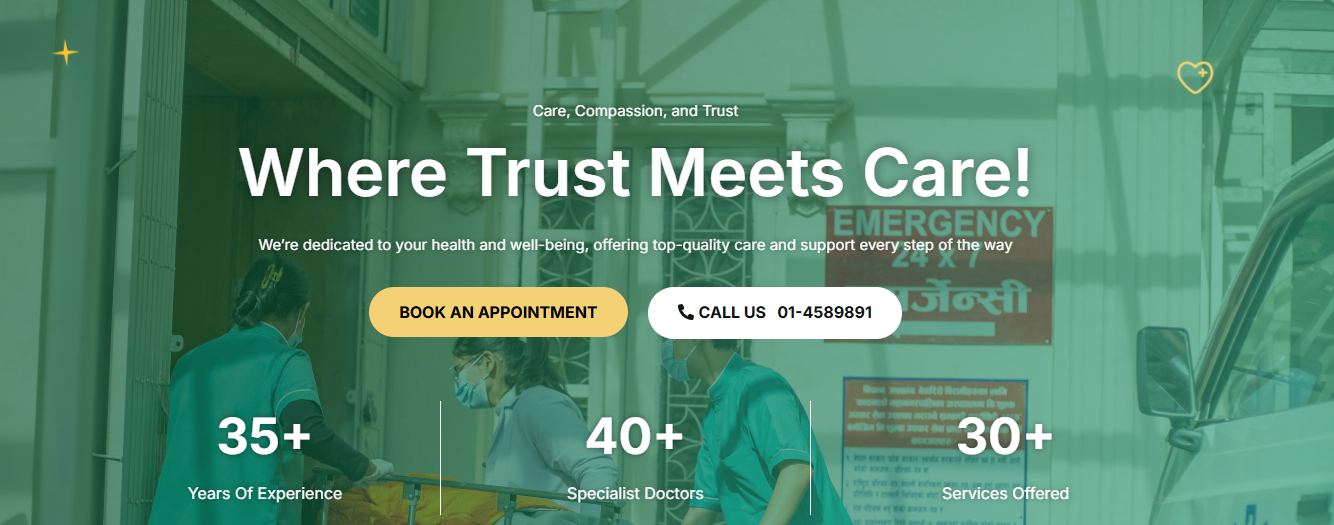 Care, Compassion, and Trust
Where Trust Meets Care!
EMERGENCY
We're dedicated to your health and well-being, offering top-quality care and support every step of the way
24 x 7
BOOK AN APPOINTMENT
CALL US 01-4589891
35+
40+
30+
Years Of Experience
Specialist Doctors
Services Offered